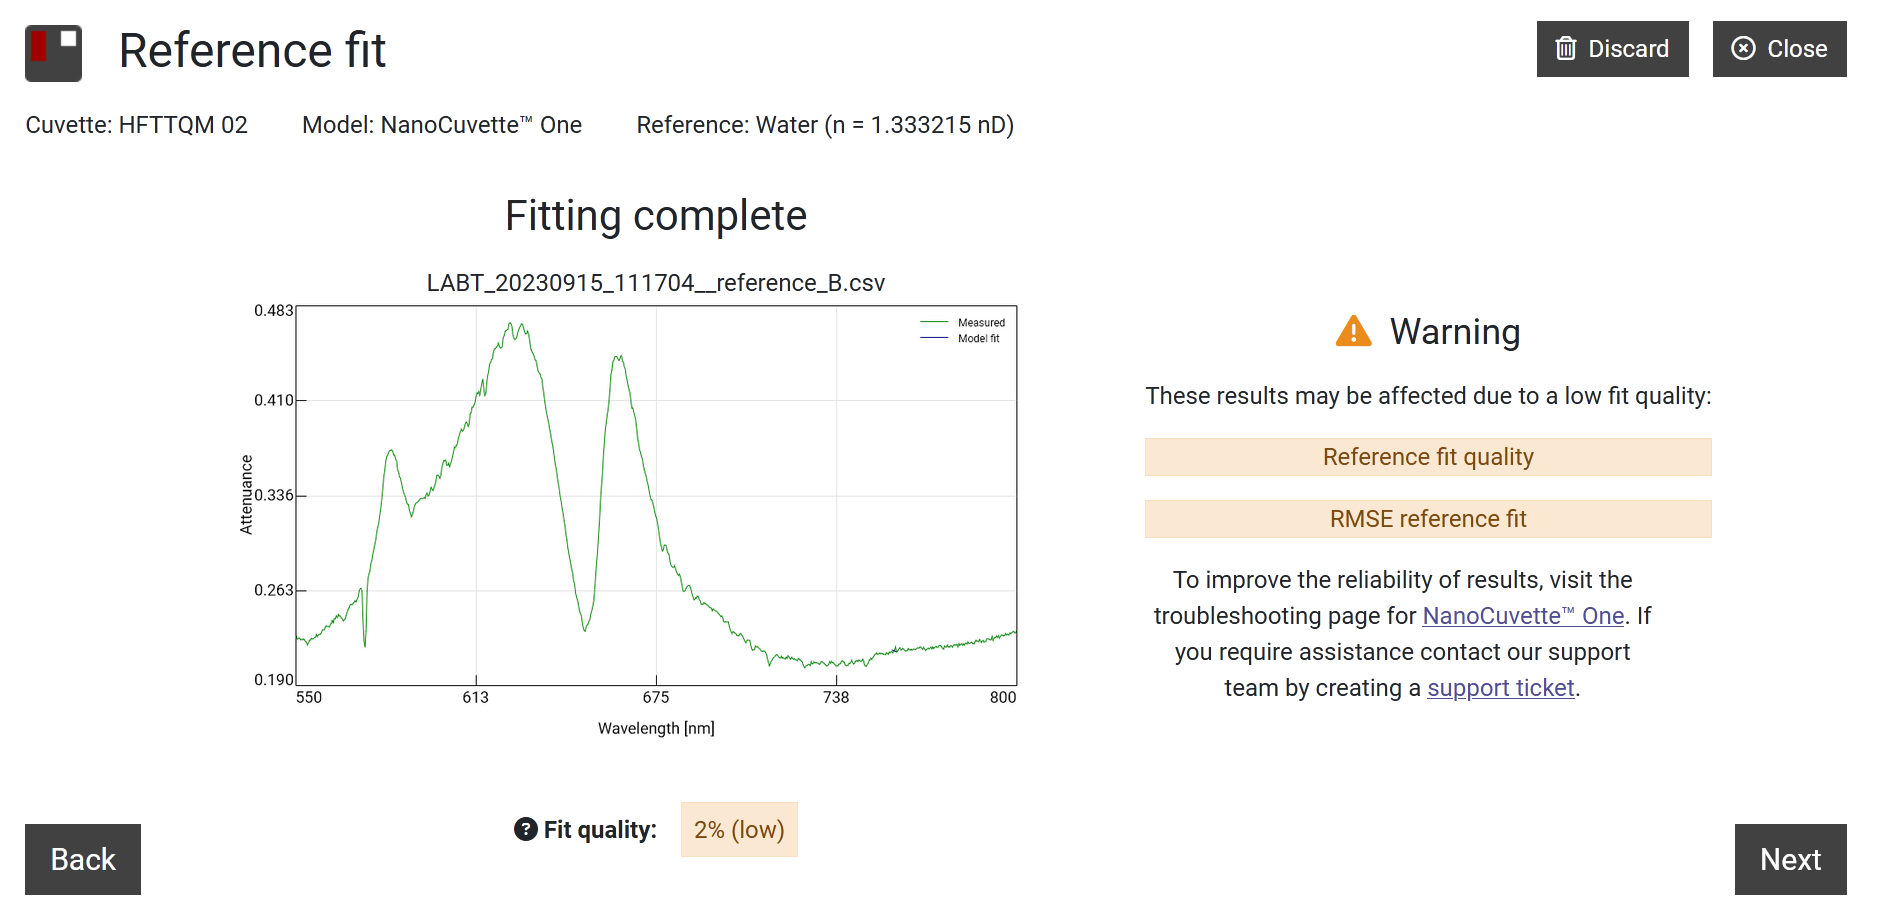 Reference fit
Discard
Close
Cuvette: HFTTQM 02
Model: NanoCuvette™ One
Reference: Water (n = 1.333215 nD)
Fitting complete
LABT_20230915_111704__reference_B.csv
0.483
0.410
0.336
0.263
0.190
Attenuance
Measured
Model fit
550
613
675
738
800
Wavelength [nm]
Fit quality:
2% (low)
Warning
These results may be affected due to a low fit quality:
Reference fit quality
RMSE reference fit
To improve the reliability of results, visit the
troubleshooting page for NanoCuvette™ One. If
you require assistance contact our support
team by creating a support ticket.
Back
Next